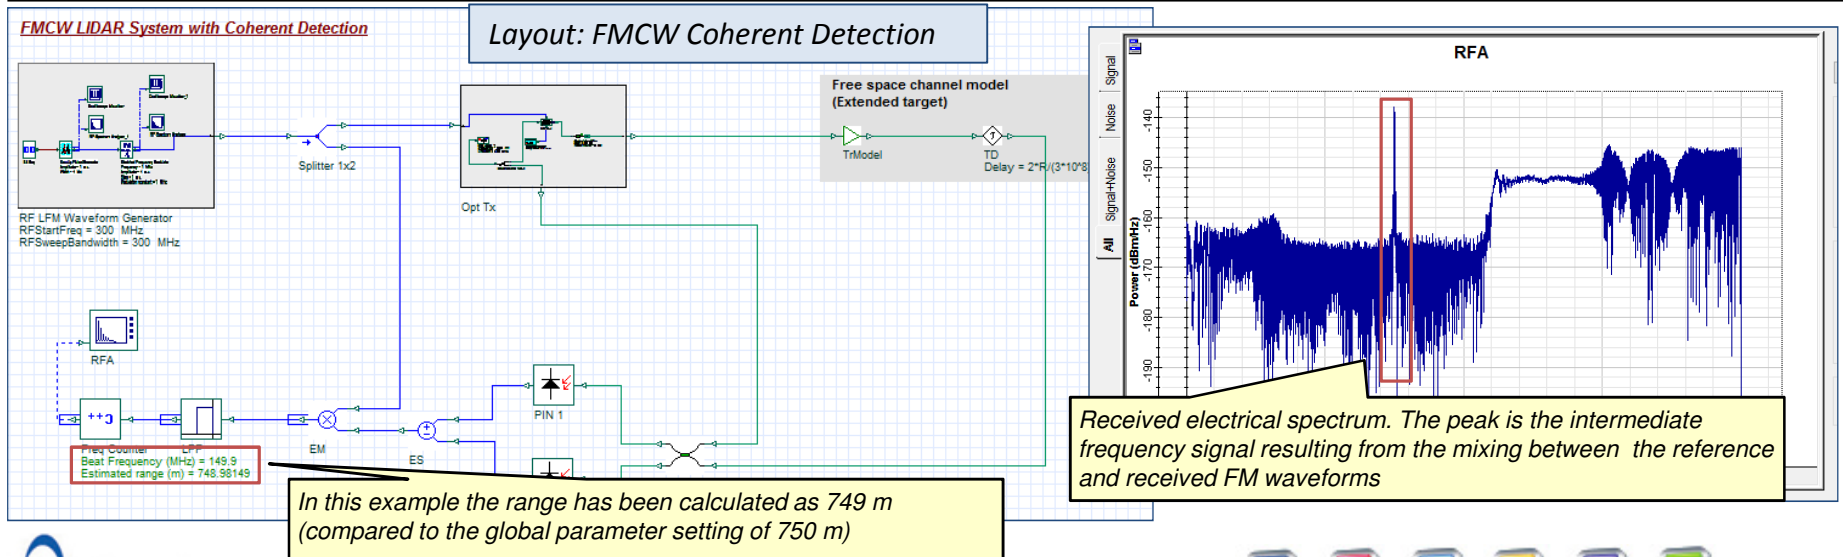 FMCW LIDAR System with Coherent Detection
Layout: FMCW Coherent Detection
RF LFM Waveform Generator
RFStartFreq = 300  MHz
RFSweepBandwidth = 300  MHz
Splitter 1x2
Opt Tx
Free space channel model
(Extended target)
TrModel
TD
Delay = 2*R/(3*10^8
RFA
Freq Counter
Beat Frequency (MHz) = 149.9
Estimated range (m) = 748.98149
LPF
EM
ES
PIN 1
In this example the range has been calculated as 749 m
(compared to the global parameter setting of 750 m)
RFA
Signal
Noise
Signal+Noise
All
Power (dBm/Hz)
-140
-150
-160
-170
-180
-190
Received electrical spectrum. The peak is the intermediate
frequency signal resulting from the mixing between  the reference
and received FM waveforms